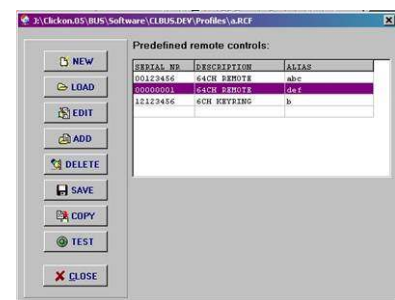 J:\Clickon.05\BUS\Software\CLBUS.DEV\Profiles\a.RCF
Predefined remote controls:
NEW
LOAD
EDIT
ADD
DELETE
SAVE
COPY
TEST
CLOSE
SERIAL NR DESCRIPTION ALIAS
00123456 64CH REMOTE abc
00000001 64CH REMOTE def
12123456 6CH KEYRING b